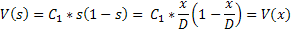 V(s) = C₁ * s(1 − s) = C₁ * x/D (1 − x/D) = V(x)